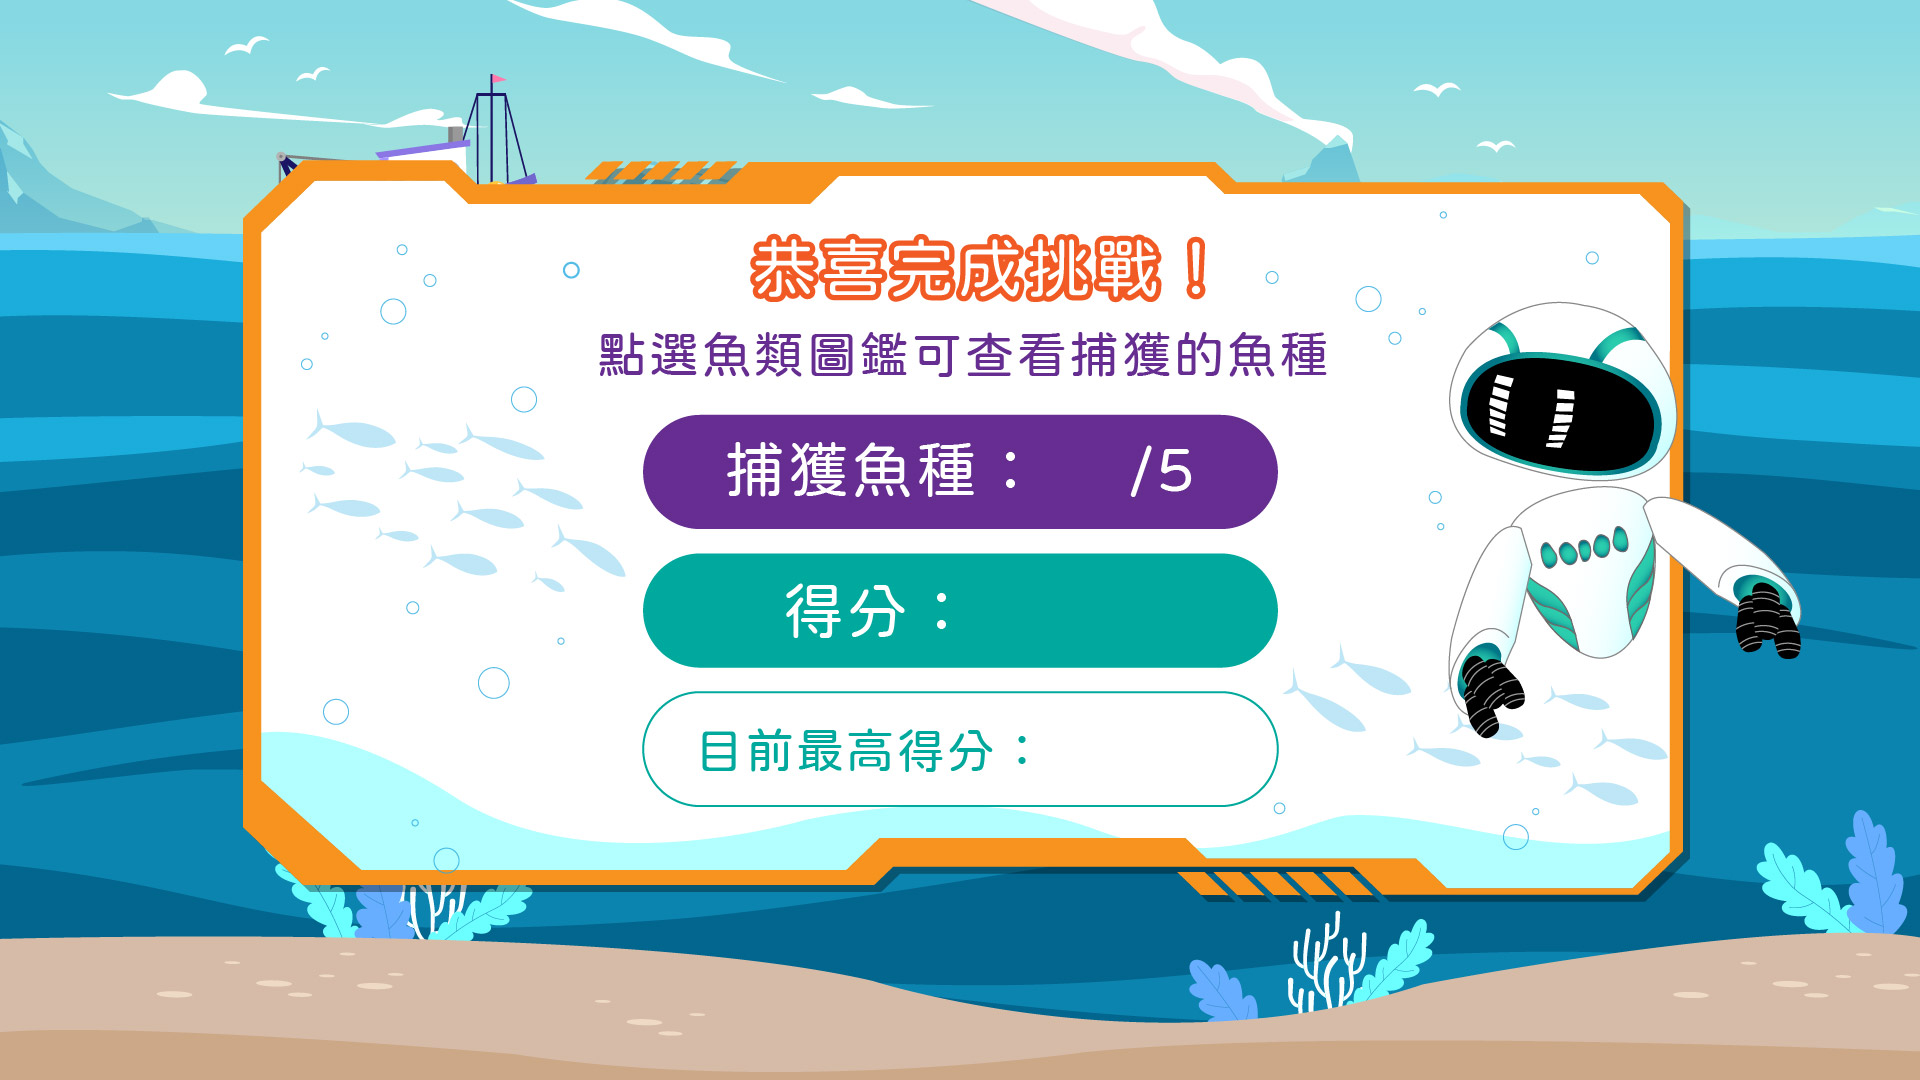 恭喜完成挑戰！
點選魚類圖鑑可查看捕獲的魚種
捕獲魚種： /5
得分：
目前最高得分：